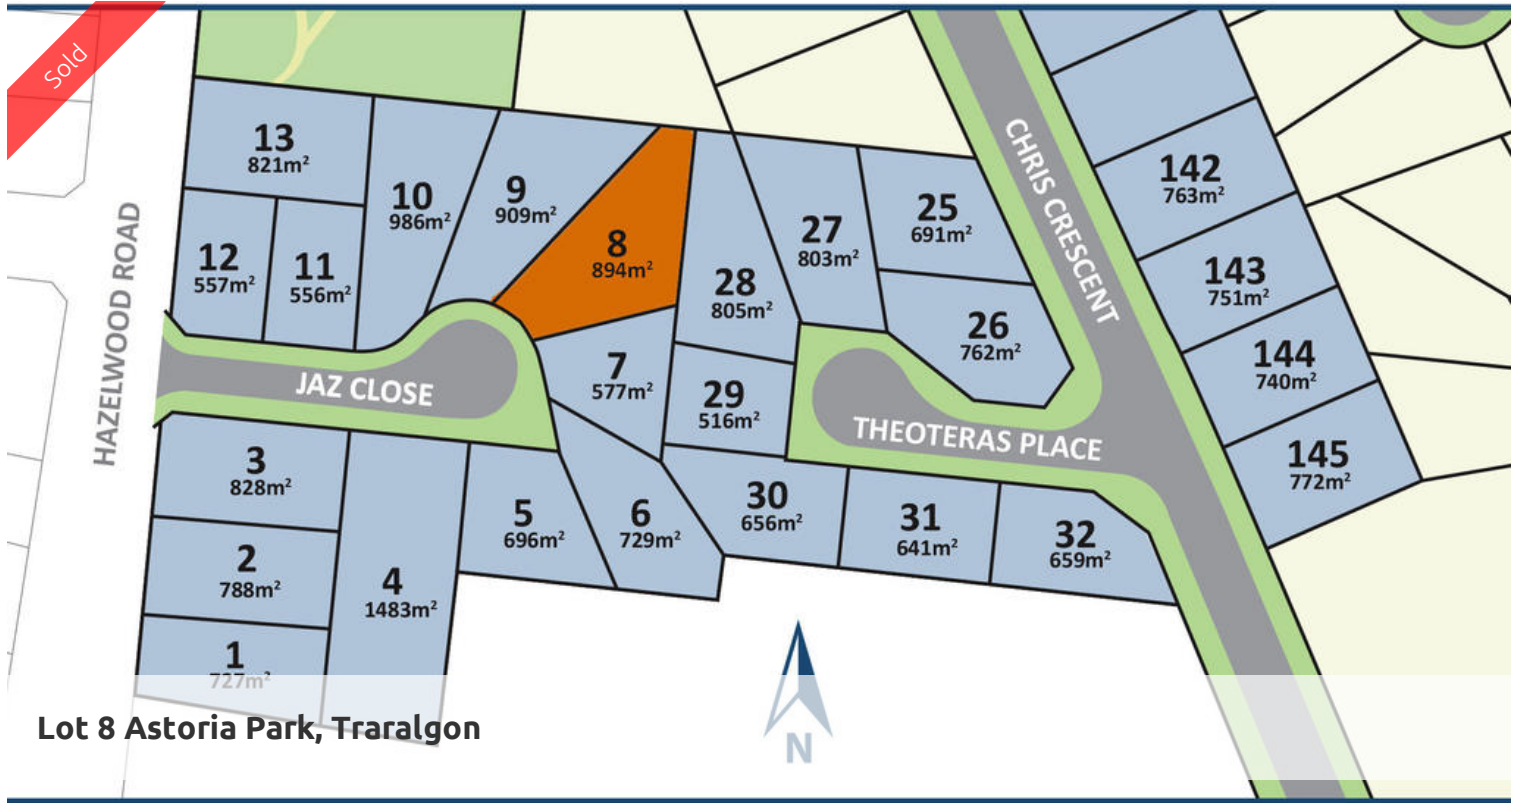 Sold
HAZELWOOD ROAD
13
821m²
12
557m²
11
556m²
10
986m²
9
909m²
8
894m²
7
577m²
28
805m²
29
516m²
27
803m²
25
691m²
26
762m²
CHRIS CRESCENT
142
763m²
143
751m²
144
740m²
145
772m²
JAZ CLOSE
THEOTERAS PLACE
3
828m²
2
788m²
1
727m²
4
1483m²
5
696m²
6
729m²
30
656m²
31
641m²
32
659m²
N
Lot 8 Astoria Park, Traralgon